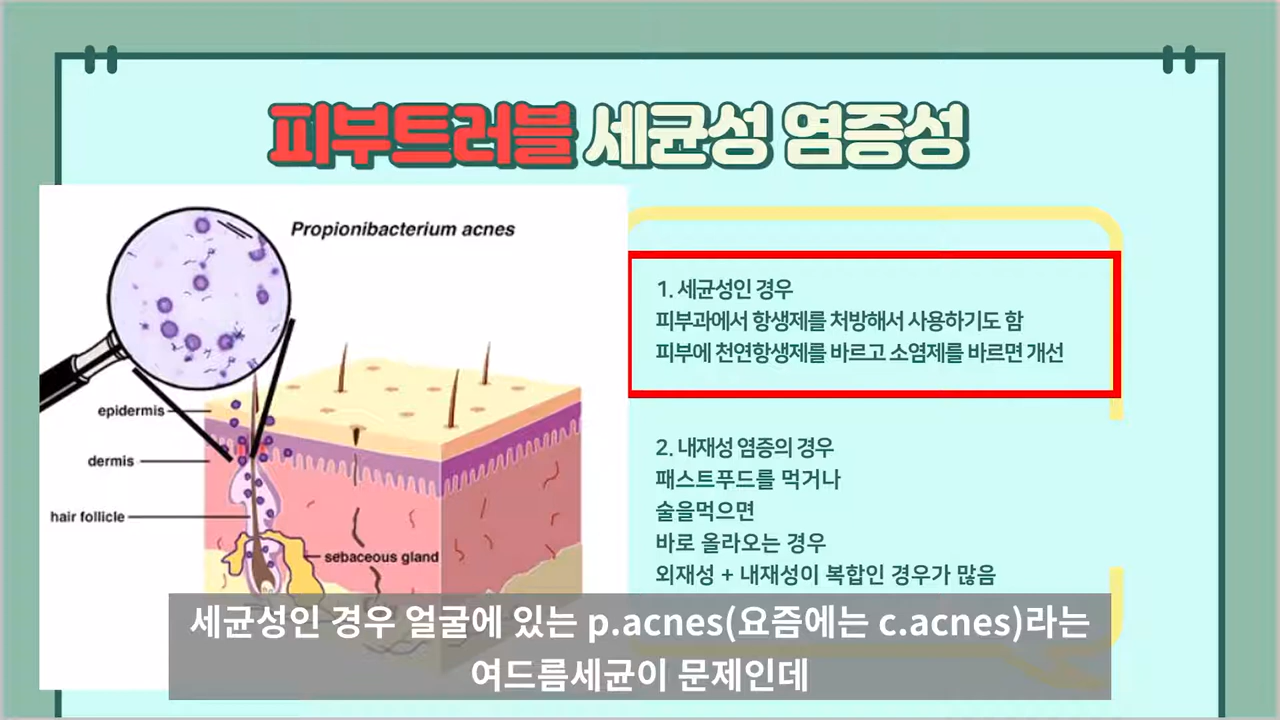 피부트러블 세균성 염증성
Propionibacterium acnes
epidermis
dermis
hair follicle
sebaceous gland
1. 세균성인 경우
피부과에서 항생제를 처방해서 사용하기도 함
피부에 천연항생제를 바르고 소염제를 바르면 개선
2. 내재성 염증의 경우
패스트푸드를 먹거나
술을먹으면
바로 올라오는 경우
외재성 + 내재성이 복합인 경우가 많음
세균성인 경우 얼굴에 있는 p.acnes(요즘에는 c.acnes)라는
여드름세균이 문제인데